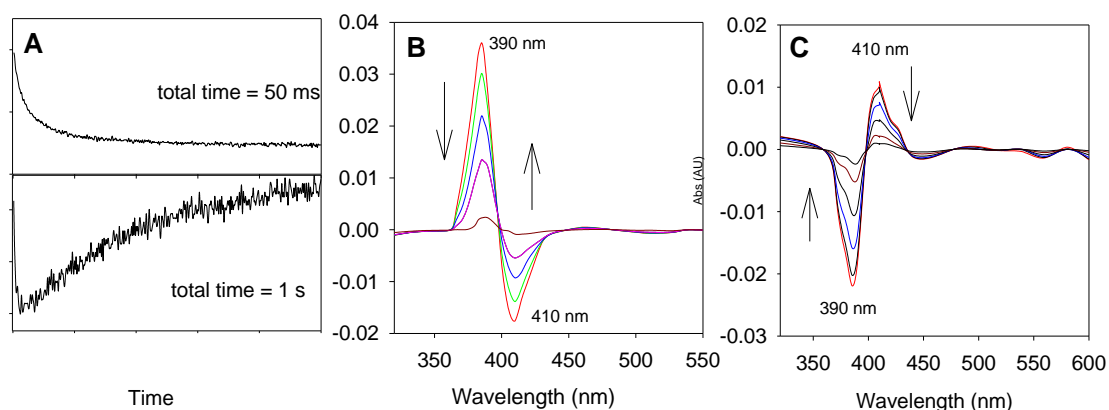 A
total time = 50 ms
total time = 1 s
Time
B
390 nm
410 nm
0.04
0.03
0.02
0.01
0.00
-0.01
-0.02
350 400 450 500 550
Wavelength (nm)
C
410 nm
390 nm
Abs (AU)
0.02
0.01
0.00
-0.01
-0.02
-0.03
350 400 450 500 550 600
Wavelength (nm)